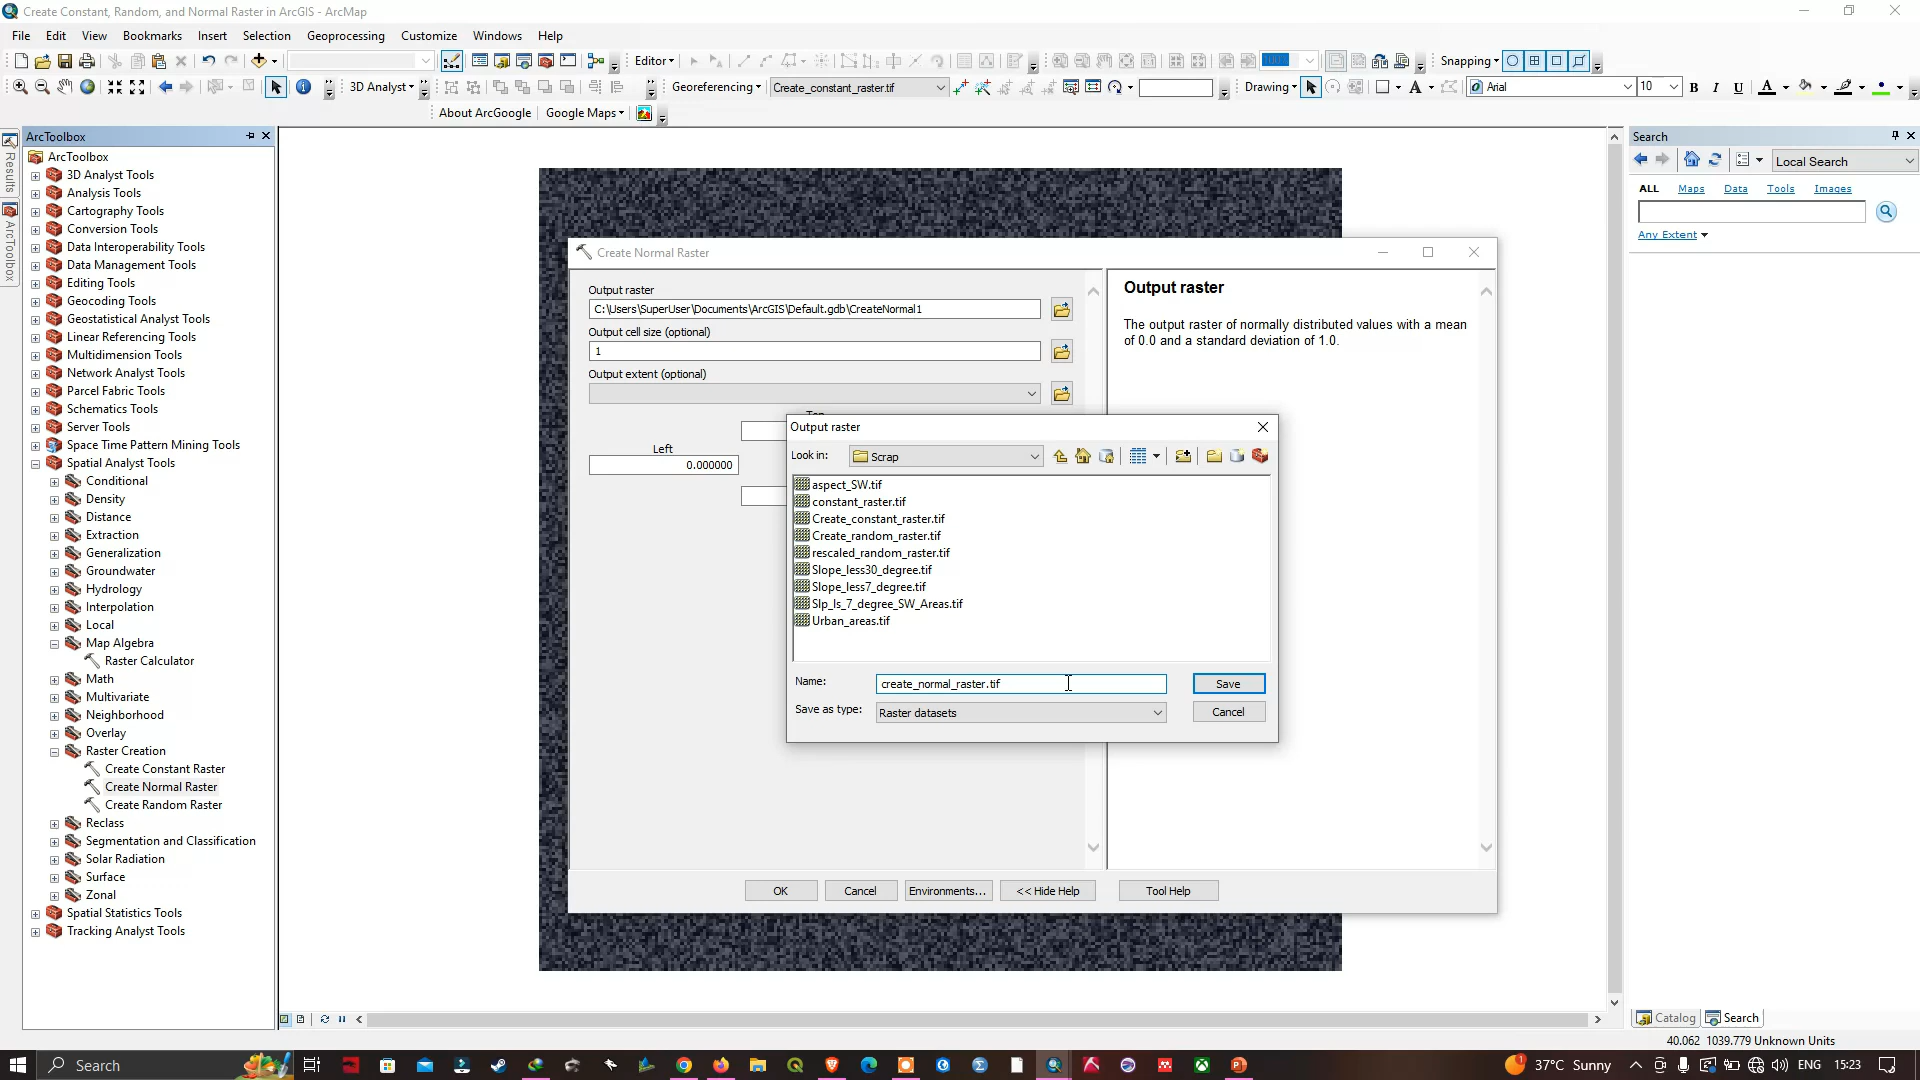 Create Constant, Random, and Normal Raster in ArcGIS - ArcMap
File Edit View Bookmarks Insert Selection Geoprocessing Customize Windows Help
Editor
Snapping
3D Analyst
Georeferencing
Create_constant_raster.tif
Drawing
Arial
10
B I U A
About ArcGoogle
Google Maps
ArcToolbox
Search
Results
ArcToolbox
ArcToolbox
3D Analyst Tools
Analysis Tools
Cartography Tools
Conversion Tools
Data Interoperability Tools
Data Management Tools
Editing Tools
Geocoding Tools
Geostatistical Analyst Tools
Linear Referencing Tools
Multidimension Tools
Network Analyst Tools
Parcel Fabric Tools
Schematics Tools
Server Tools
Space Time Pattern Mining Tools
Spatial Analyst Tools
Conditional
Density
Distance
Extraction
Generalization
Groundwater
Hydrology
Interpolation
Local
Map Algebra
Raster Calculator
Math
Multivariate
Neighborhood
Overlay
Raster Creation
Create Constant Raster
Create Normal Raster
Create Random Raster
Reclass
Segmentation and Classification
Solar Radiation
Surface
Zonal
Spatial Statistics Tools
Tracking Analyst Tools
Create Normal Raster
Output raster
C:\Users\SuperUser\Documents\ArcGIS\Default.gdb\CreateNormal1
Output cell size (optional)
1
Output extent (optional)
Left
0.000000
Output raster
The output raster of normally distributed values with a mean
of 0.0 and a standard deviation of 1.0.
Output raster
Look in:
Scrap
aspect_SW.tif
constant_raster.tif
Create_constant_raster.tif
Create_random_raster.tif
rescaled_random_raster.tif
Slope_less30_degree.tif
Slope_less7_degree.tif
Slp_ls_7_degree_SW_Areas.tif
Urban_areas.tif
Name:
create_normal_raster.tif
Save
Save as type:
Raster datasets
Cancel
OK
Cancel
Environments...
<< Hide Help
Tool Help
Local Search
ALL Maps Data Tools Images
Any Extent
Catalog
Search
40.062 1039.779 Unknown Units
Search
37°C Sunny
ENG
15:23